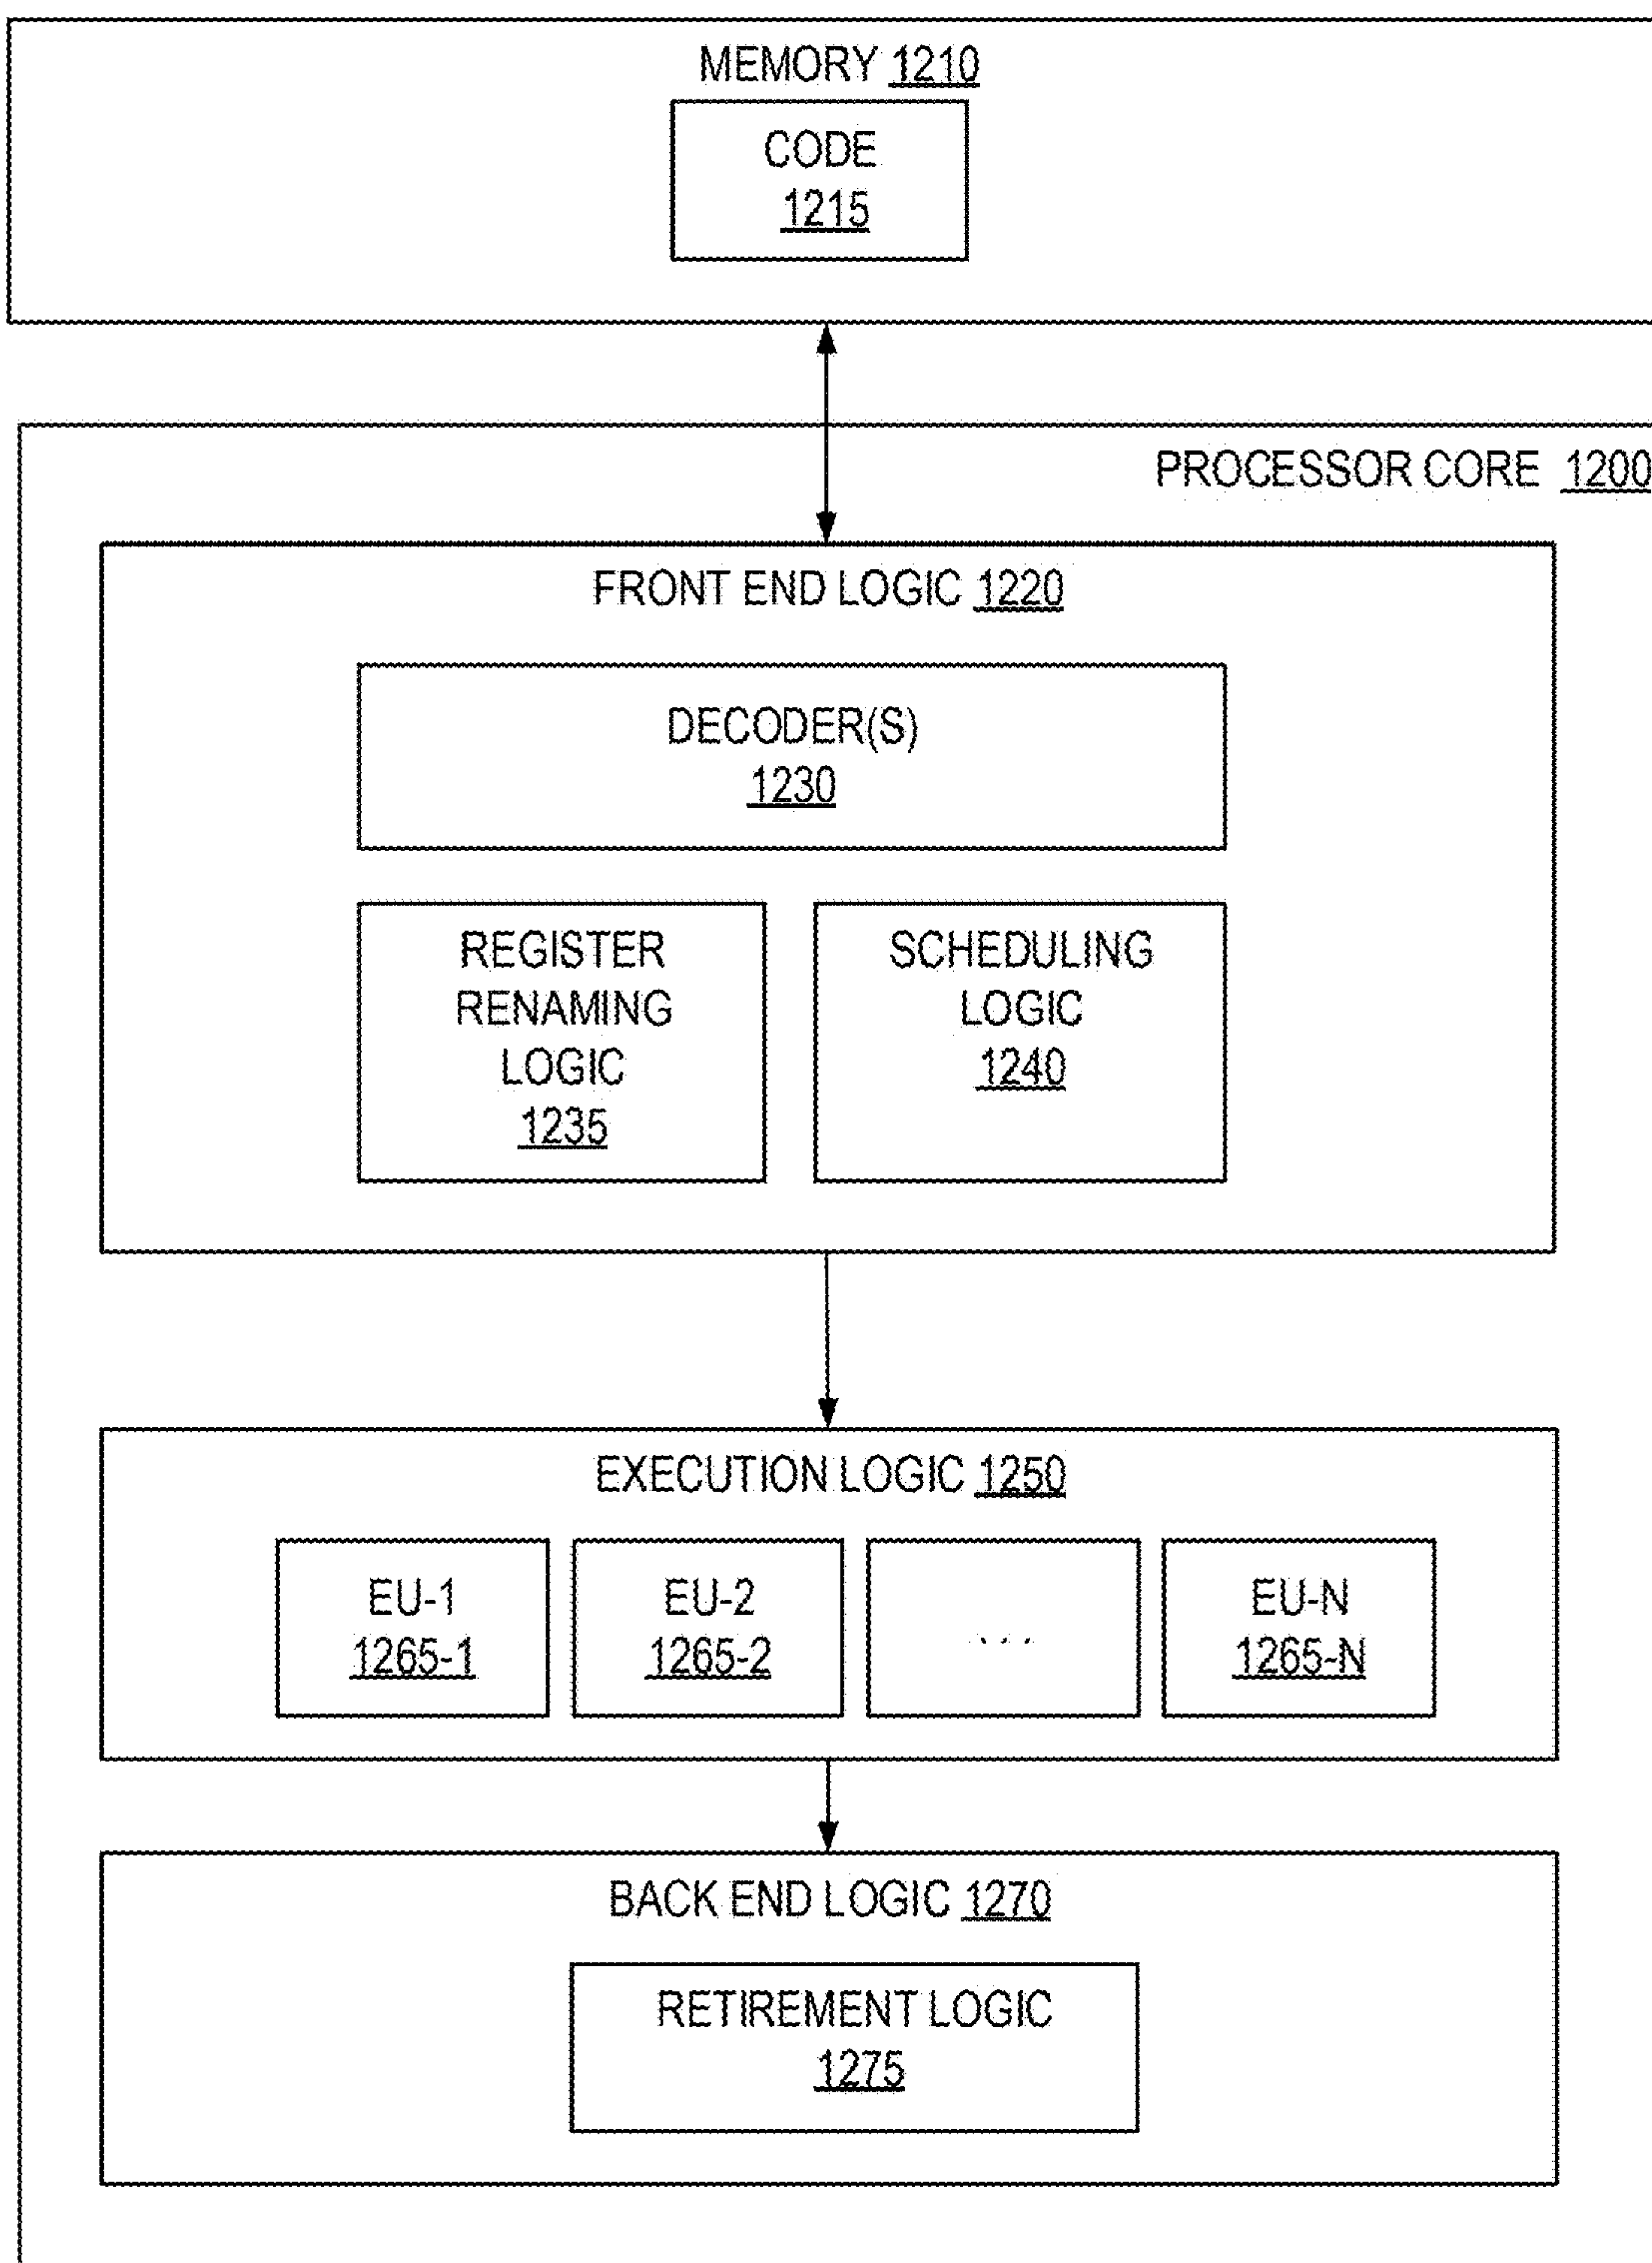 MEMORY 1210
CODE
1215
PROCESSOR CORE 1200
FRONT END LOGIC 1220
DECODER(S)
1230
REGISTER
RENAMING
LOGIC
1235
SCHEDULING
LOGIC
1240
EXECUTION LOGIC 1250
EU-1
1265-1
EU-2
1265-2
. . .
EU-N
1265-N
BACK END LOGIC 1270
RETIREMENT LOGIC
1275